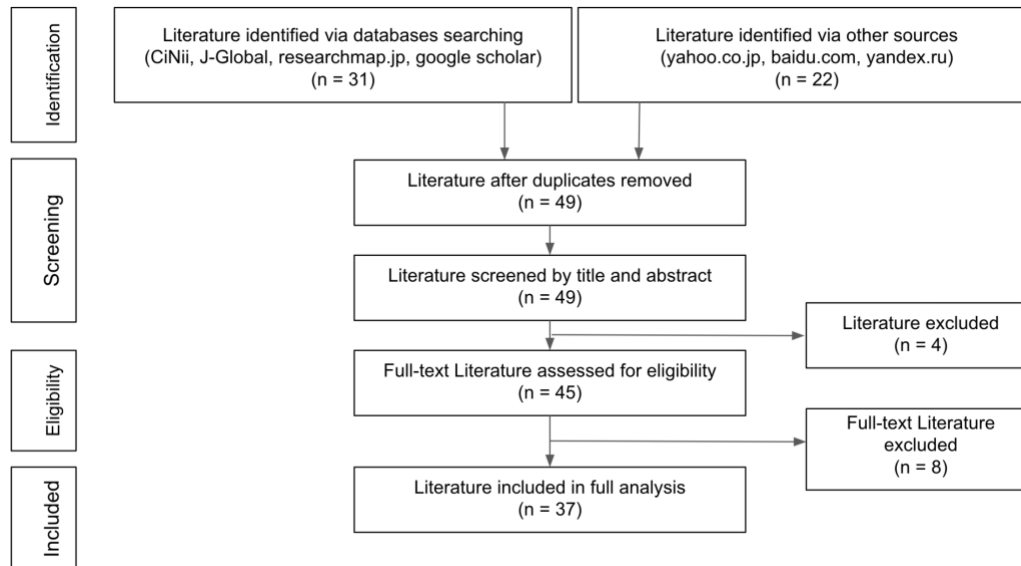 Identification
Literature identified via databases searching
(CiNii, J-Global, researchmap.jp, google scholar)
(n = 31)
Literature identified via other sources
(yahoo.co.jp, baidu.com, yandex.ru)
(n = 22)
Screening
Literature after duplicates removed
(n = 49)
Literature screened by title and abstract
(n = 49)
Literature excluded
(n = 4)
Eligibility
Full-text Literature assessed for eligibility
(n = 45)
Full-text Literature
excluded
(n = 8)
Included
Literature included in full analysis
(n = 37)